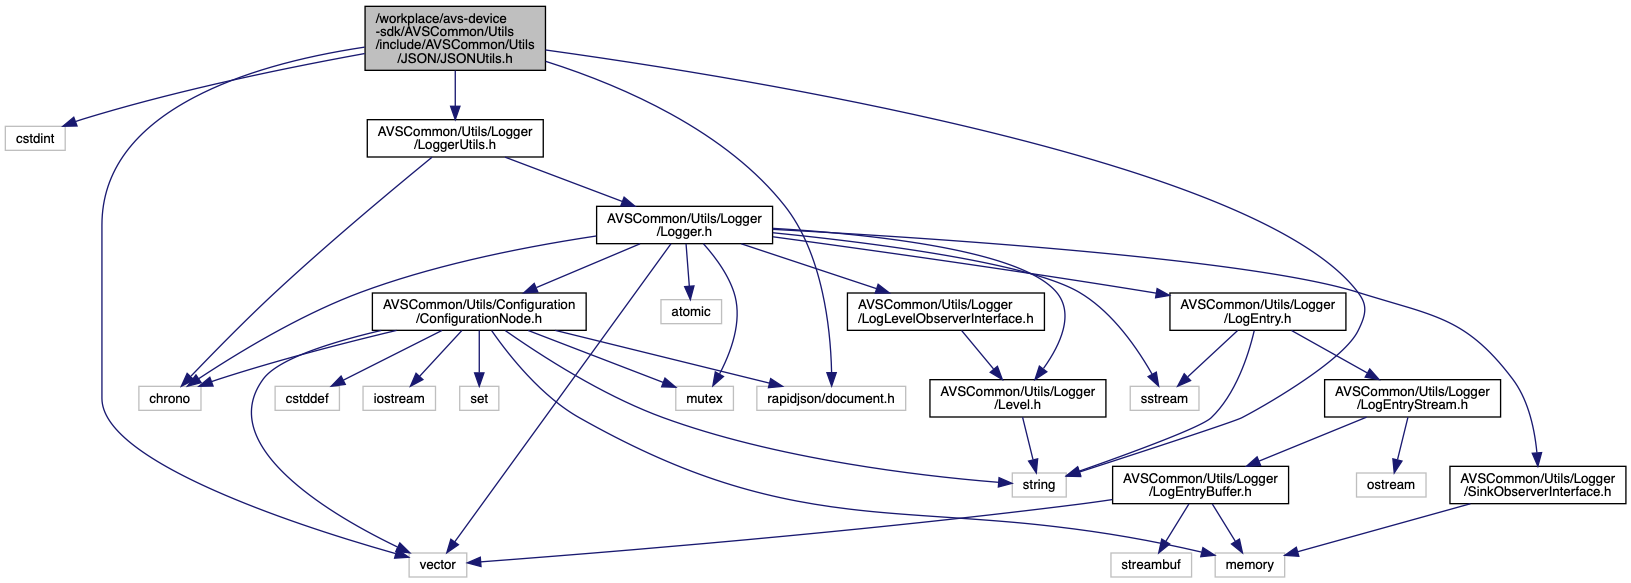 /workplace/avs-device
-sdk/AVSCommon/Utils
/include/AVSCommon/Utils
/JSON/JSONUtils.h
cstdint
AVSCommon/Utils/Logger
/LoggerUtils.h
AVSCommon/Utils/Logger
/Logger.h
AVSCommon/Utils/Configuration
/ConfigurationNode.h
atomic
AVSCommon/Utils/Logger
/LogLevelObserverInterface.h
AVSCommon/Utils/Logger
/LogEntry.h
chrono
cstddef
iostream
set
mutex
rapidjson/document.h
AVSCommon/Utils/Logger
/Level.h
sstream
AVSCommon/Utils/Logger
/LogEntryStream.h
string
AVSCommon/Utils/Logger
/LogEntryBuffer.h
ostream
AVSCommon/Utils/Logger
/SinkObserverInterface.h
vector
streambuf
memory